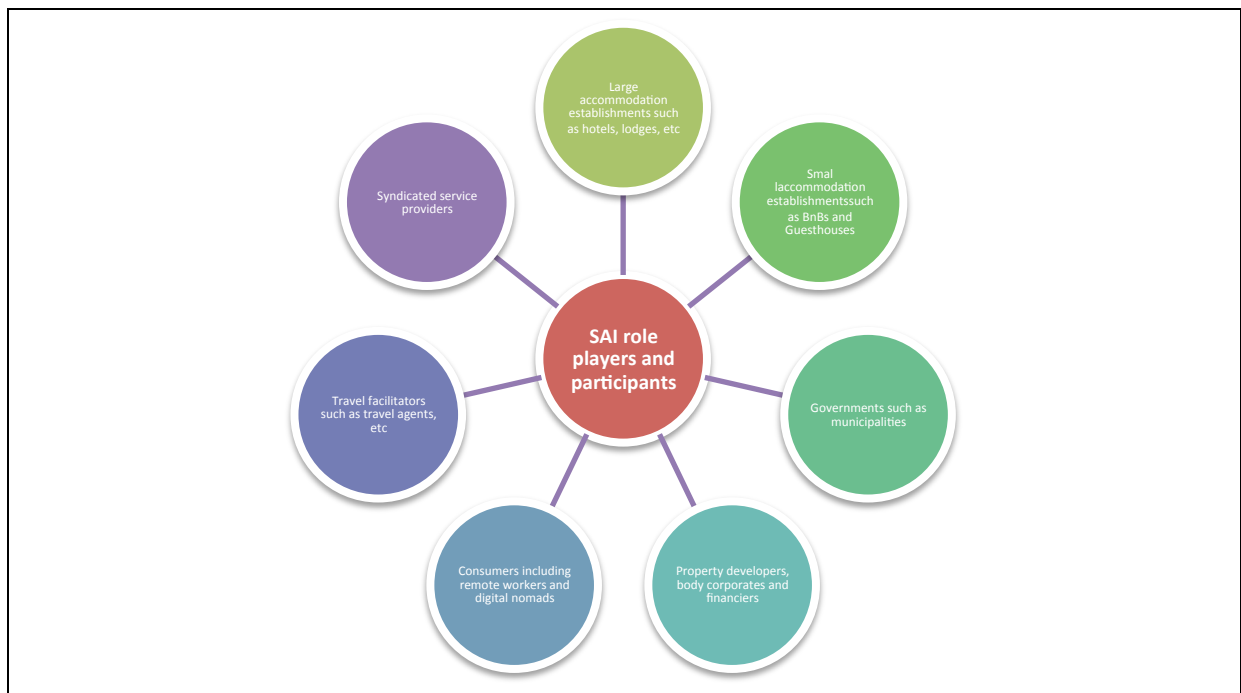 Large
accommodation
establishments such
as hotels, lodges, etc
Smal
laccommodation
establishmentssuch
as BnBs and
Guesthouses
Governments such as
municipalities
Property developers,
body corporates and
financiers
Consumers including
remote workers and
digital nomads
Travel facilitators
such as travel agents,
etc
Syndicated service
providers
SAI role
players and
participants